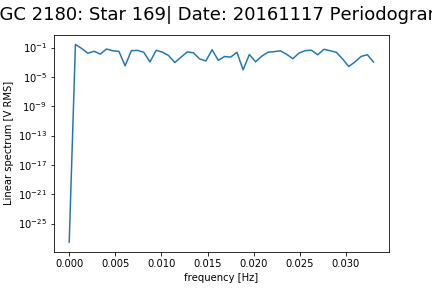 GC 2180: Star 169| Date: 20161117 Periodogra
Linear spectrum [V RMS]
10^-1
10^-5
10^-9
10^-13
10^-17
10^-21
10^-25
0.000 0.005 0.010 0.015 0.020 0.025 0.030
frequency [Hz]